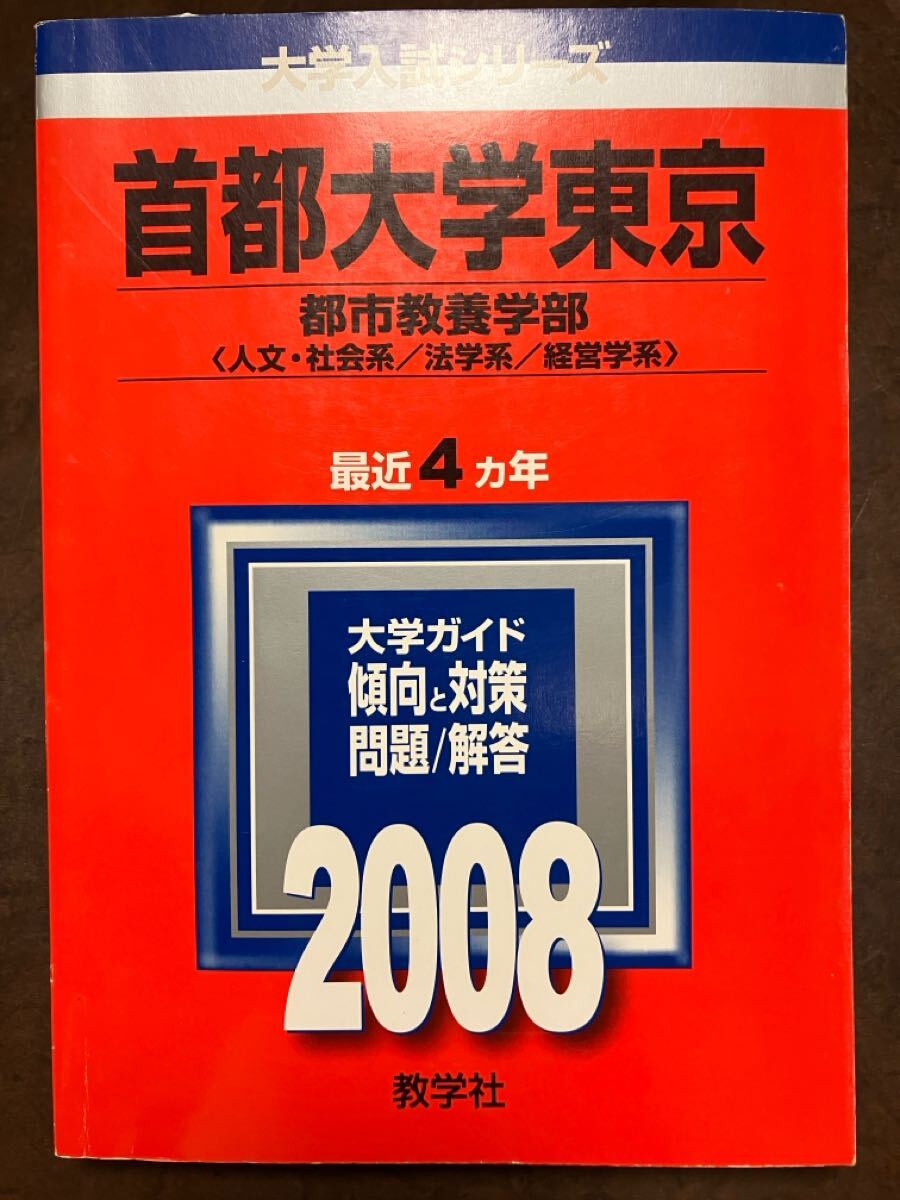 大学入試シリーズ
首都大学東京
都市教養学部
〈人文・社会系／法学系／経営学系〉
最近4カ年
大学ガイド
傾向と対策
問題/解答
2008
教学社